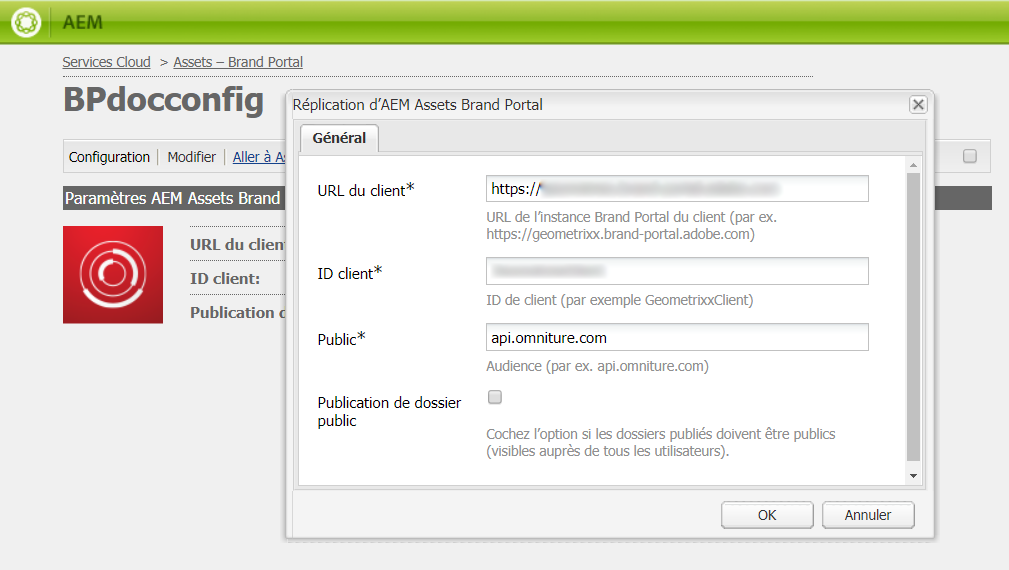 AEM
Services Cloud > Assets – Brand Portal
BPdocconfig
Configuration Modifier Aller à
Paramètres AEM Assets Brand
URL du client
ID client:
Publication
Réplication d’AEM Assets Brand Portal
Général
URL du client*
https://
URL de l’instance Brand Portal du client (par ex.
https://geometrixx.brand-portal.adobe.com)
ID client*
ID de client (par exemple GeometrixxClient)
Public*
api.omniture.com
Audience (par ex. api.omniture.com)
Publication de dossier
public
Cochez l’option si les dossiers publiés doivent être publics
(visibles auprès de tous les utilisateurs).
OK
Annuler